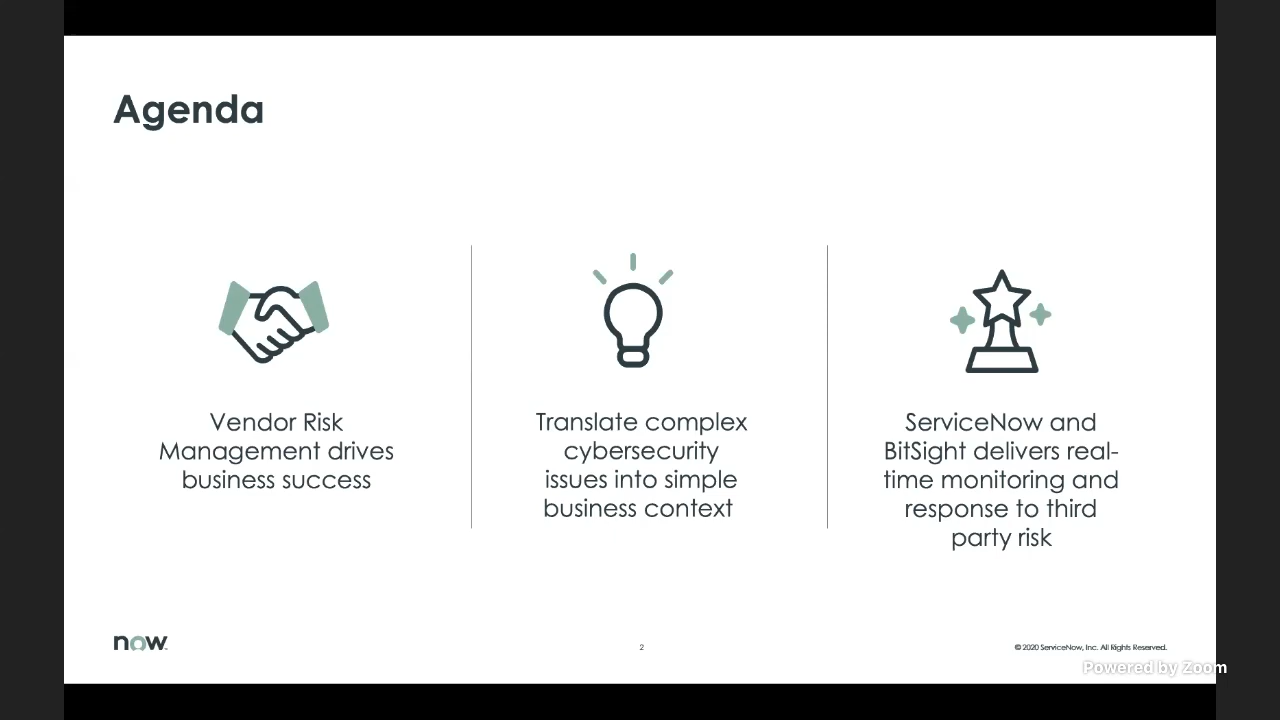 Agenda
Vendor Risk
Management drives
business success
Translate complex
cybersecurity
issues into simple
business context
ServiceNow and
BitSight delivers real-
time monitoring and
response to third
party risk
now
2
© 2020 ServiceNow, Inc. All Rights Reserved.
Powered by Zoom